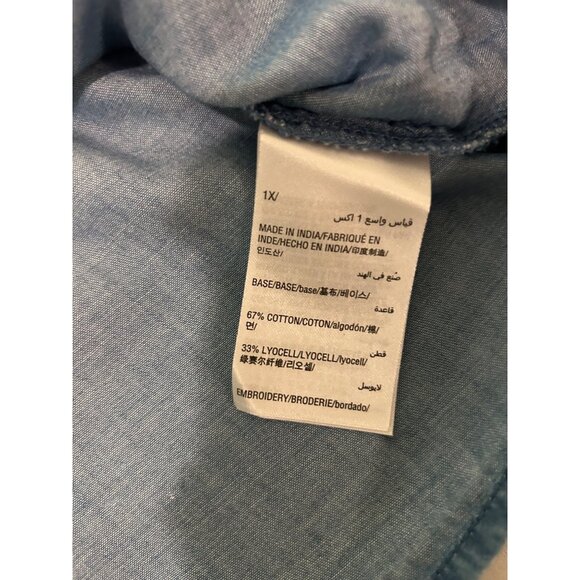 1X/
قياس واسع 1 اكس
MADE IN INDIA/FABRIQUÉ EN
INDE/HECHO EN INDIA/印度制造/
인도산/
صُنع في الهند
BASE/BASE/base/基布/베이스/
قاعدة
67% COTTON/COTON/algodón/棉/
면/
قطن
33% LYOCELL/LYOCELL/lyocell/
绿赛尔纤维/리오셀/
لايوسل
EMBROIDERY/BRODERIE/bordado/